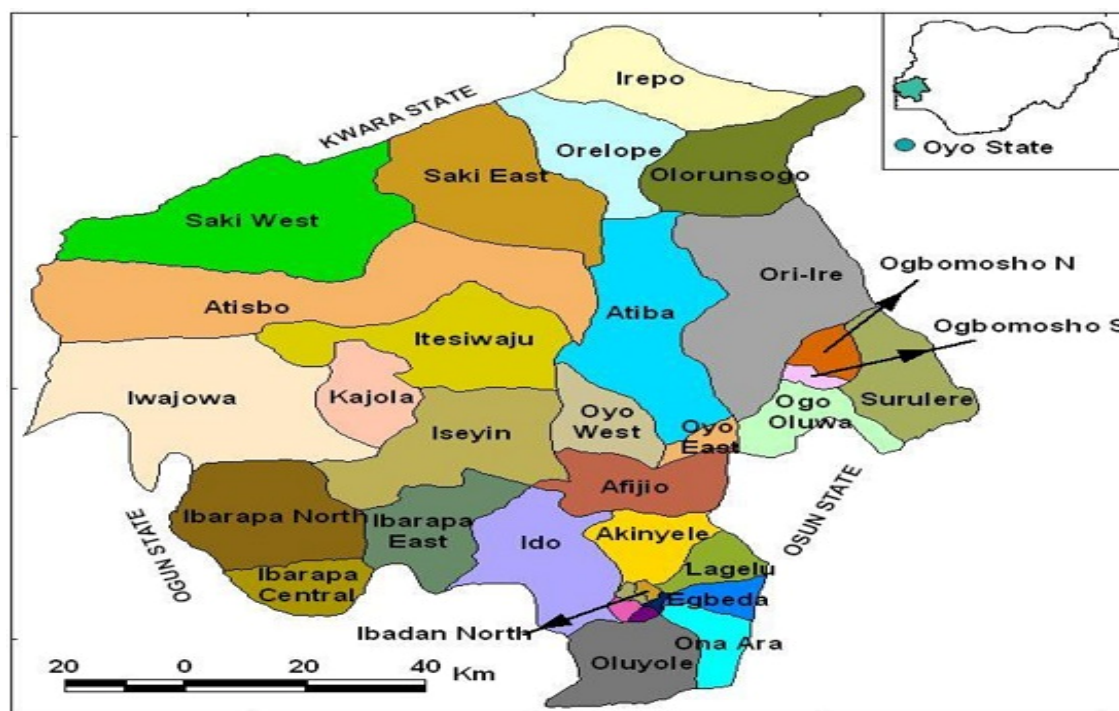 Irepo
KWARA STATE
Orelope
Saki East
Olorunsogo
Oyo State
Saki West
Ori-Ire
Ogbomosho N
Atisbo
Atiba
Ogbomosho S
Itesiwaju
Iwajowa
Kajola
Surulere
Ogo
Oluwa
Oyo
West
Iseyin
Oyo
East
Afijio
Ibarapa North
Ibarapa
East
Ido
Akinyele
OSUN STATE
OGUN STATE
Lagelu
Ibarapa
Central
Egbeda
Ibadan North
Ona Ara
Oluyole
20 0 20 40 Km